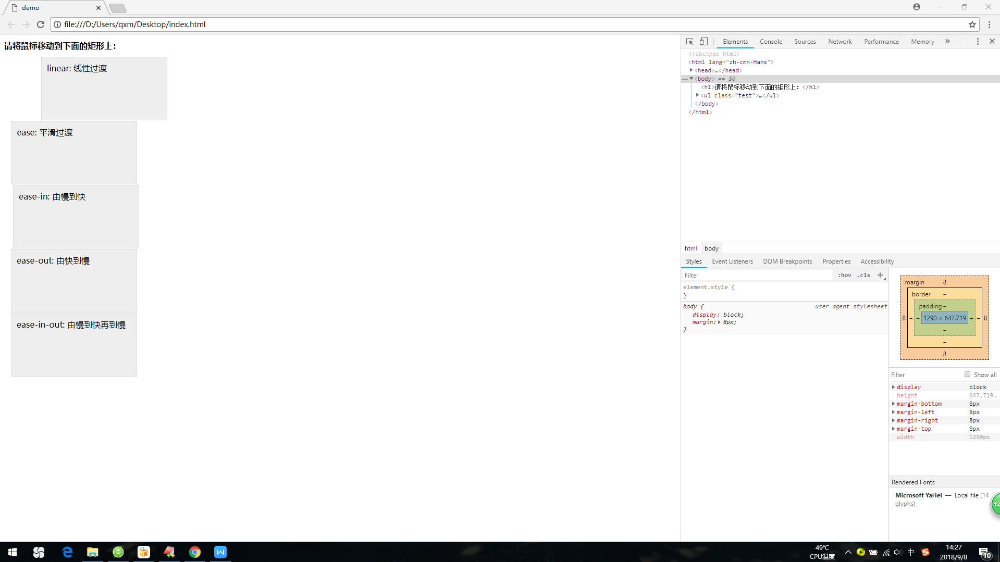 demo
file:///D:/Users/qxm/Desktop/index.html
请将鼠标移动到下面的矩形上：
linear: 线性过渡
ease: 平滑过渡
ease-in: 由慢到快
ease-out: 由快到慢
ease-in-out: 由慢到快再到慢
Elements Console Sources Network Performance Memory »
<!doctype html>
<html lang="zh-cmn-Hans">
<head>…</head>
<body> == $0
<h1>请将鼠标移动到下面的矩形上：</h1>
<ul class="test">…</ul>
</body>
</html>
html body
Styles Event Listeners DOM Breakpoints Properties Accessibility
Filter :hov .cls +
element.style {
}
body { user agent stylesheet
display: block;
margin: 8px;
}
margin 8
border –
padding –
8 – – 1290 × 647.719 – – 8
–
–
8
Filter Show all
display block
height 647.719…
margin-bottom 8px
margin-left 8px
margin-right 8px
margin-top 8px
width 1290px
Rendered Fonts
Microsoft YaHei — Local file (14
glyphs)
42
49℃
CPU温度
中
14:27
2018/9/8
10